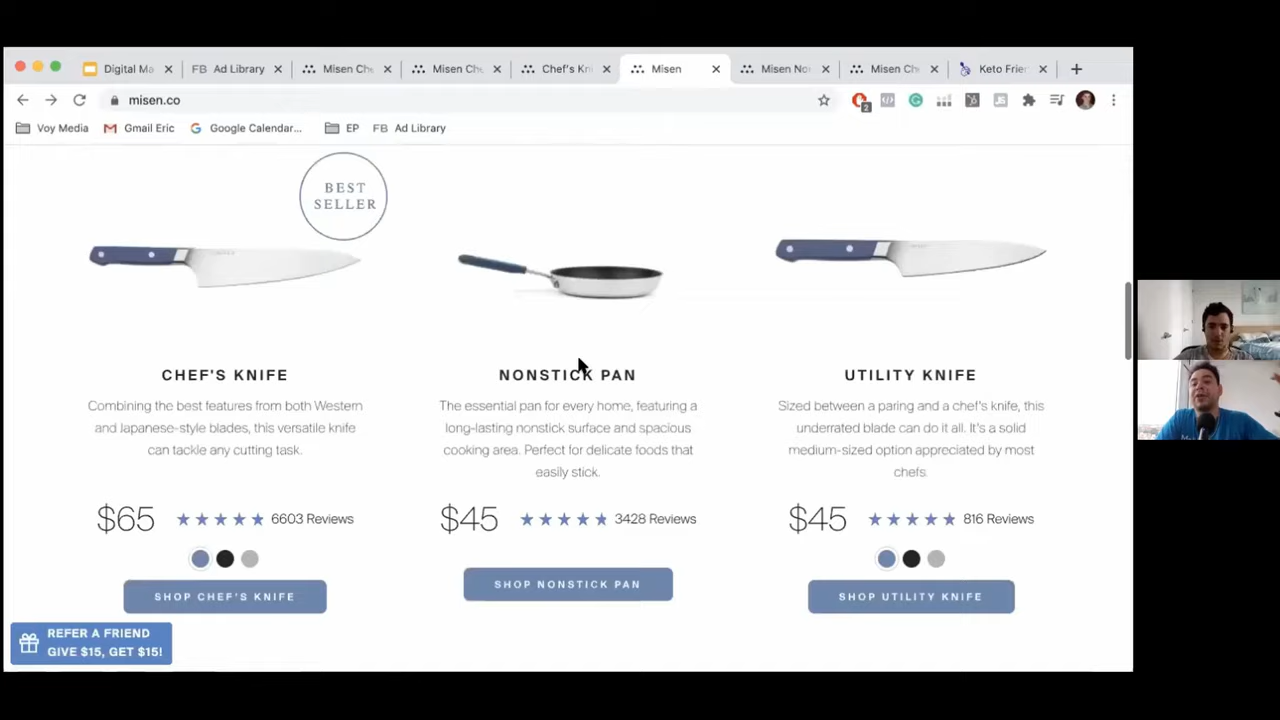 Digital Ma
FB Ad Library
Misen Che
Misen Che
Chef's Kni
Misen
Misen No
Misen Che
Keto Frie
misen.co
2
Voy Media
Gmail Eric
Google Calendar...
EP
FB Ad Library
BEST
SELLER
CHEF'S KNIFE
Combining the best features from both Western
and Japanese-style blades, this versatile knife
can tackle any cutting task.
$65
6603 Reviews
SHOP CHEF'S KNIFE
NONSTICK PAN
The essential pan for every home, featuring a
long-lasting nonstick surface and spacious
cooking area. Perfect for delicate foods that
easily stick.
$45
3428 Reviews
SHOP NONSTICK PAN
UTILITY KNIFE
Sized between a paring and a chef's knife, this
underrated blade can do it all. It's a solid
medium-sized option appreciated by most
chefs.
$45
816 Reviews
SHOP UTILITY KNIFE
REFER A FRIEND
GIVE $15, GET $15!